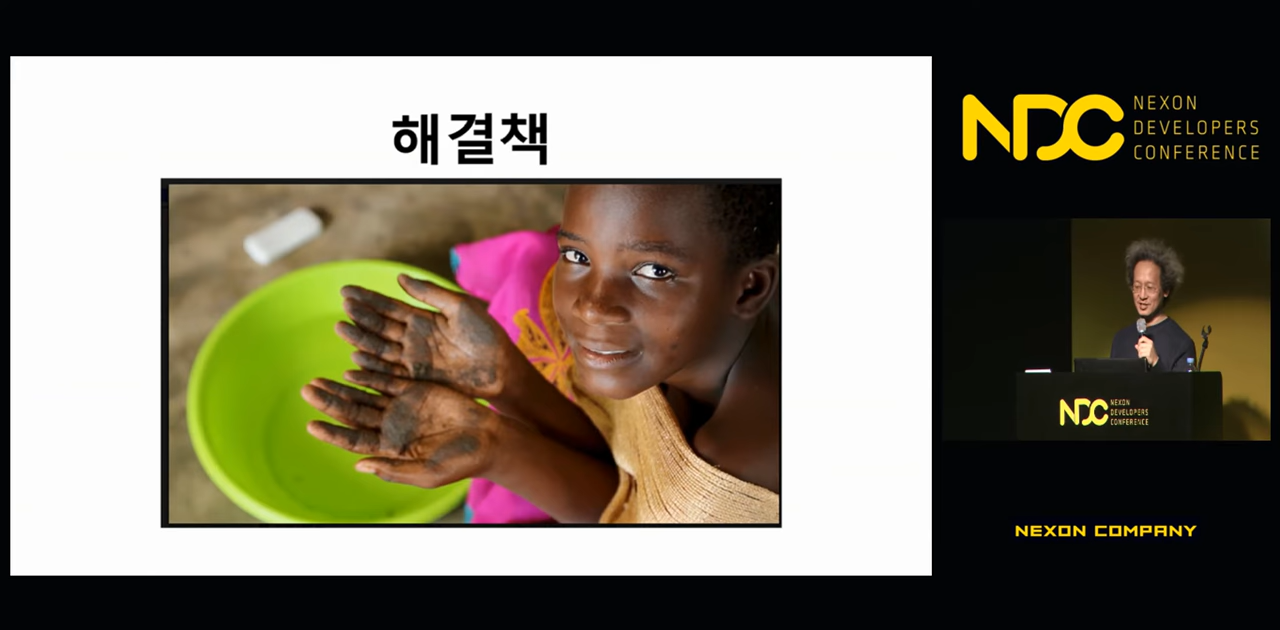 해결책
NDC
NEXON
DEVELOPERS
CONFERENCE
NDC
NEXON
DEVELOPERS
CONFERENCE
NEXON COMPANY